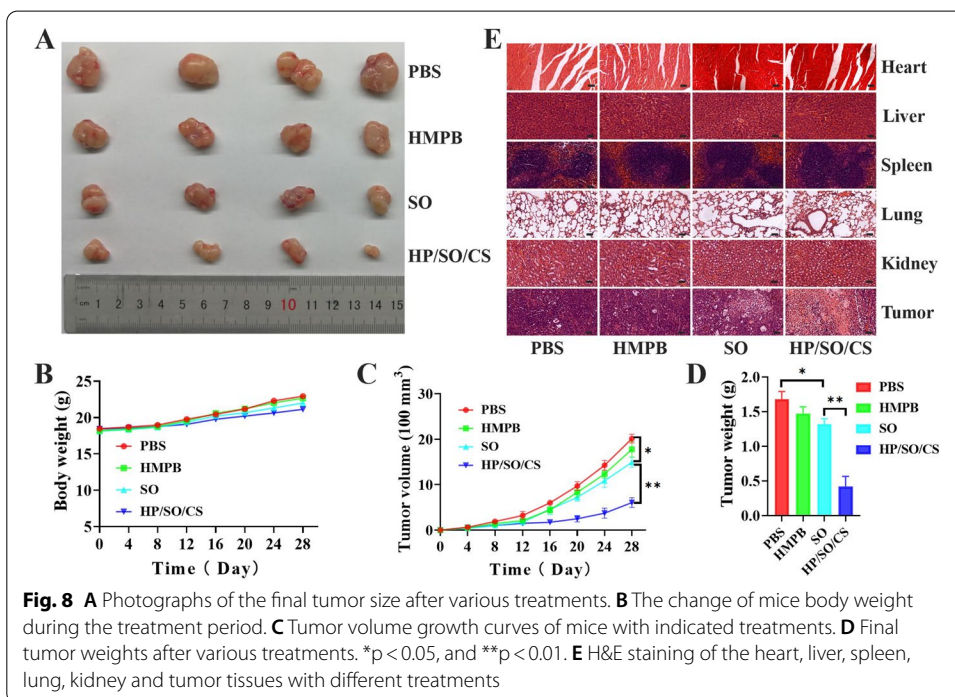 A
PBS
HMPB
SO
HP/SO/CS
cm 1 2 3 4 5 6 7 8 9 10 11 12 13 14 15
E
Heart
Liver
Spleen
Lung
Kidney
Tumor
PBS HMPB SO HP/SO/CS
B
Body weight (g)
25
20
15
10
5
PBS
HMPB
SO
HP/SO/CS
0 4 8 12 16 20 24 28
Time ( Day)
C
Tumor volume (100 mm³)
30
20
10
0
PBS
HMPB
SO
HP/SO/CS
*
**
0 4 8 12 16 20 24 28
Time ( Day)
D
Tumor weight (g)
2.0
1.5
1.0
0.5
0.0
*
**
PBS
HMPB
SO
HP/SO/CS
PBS
HMPB
SO
HP/SO/CS
Fig. 8 A Photographs of the final tumor size after various treatments. B The change of mice body weight
during the treatment period. C Tumor volume growth curves of mice with indicated treatments. D Final
tumor weights after various treatments. *p < 0.05, and **p < 0.01. E H&E staining of the heart, liver, spleen,
lung, kidney and tumor tissues with different treatments